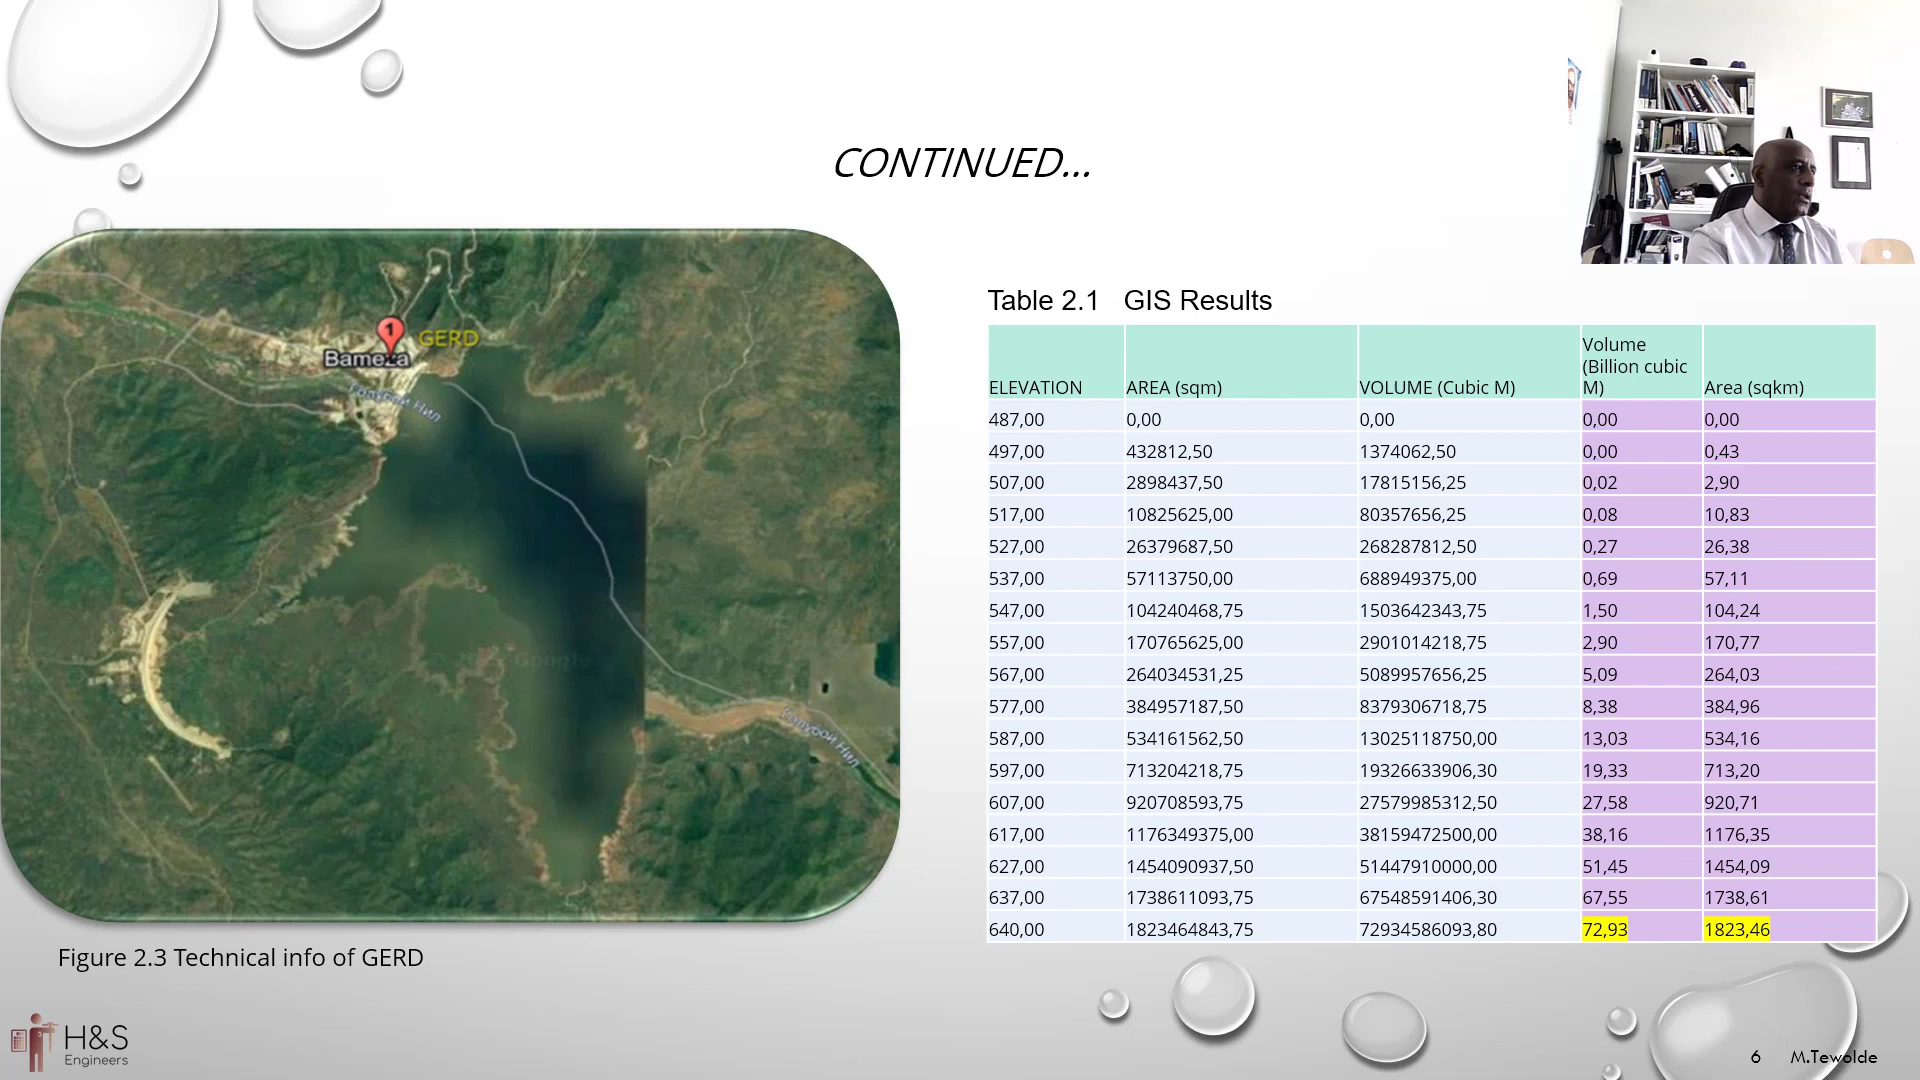 CONTINUED...
GERD
Bameza
Голубой Нил
Google
Голубой Нил
Figure 2.3 Technical info of GERD
Table 2.1 GIS Results
ELEVATION AREA (sqm) VOLUME (Cubic M) Volume (Billion cubic M) Area (sqkm)
487,00 0,00 0,00 0,00 0,00
497,00 432812,50 1374062,50 0,00 0,43
507,00 2898437,50 17815156,25 0,02 2,90
517,00 10825625,00 80357656,25 0,08 10,83
527,00 26379687,50 268287812,50 0,27 26,38
537,00 57113750,00 688949375,00 0,69 57,11
547,00 104240468,75 1503642343,75 1,50 104,24
557,00 170765625,00 2901014218,75 2,90 170,77
567,00 264034531,25 5089957656,25 5,09 264,03
577,00 384957187,50 8379306718,75 8,38 384,96
587,00 534161562,50 13025118750,00 13,03 534,16
597,00 713204218,75 19326633906,30 19,33 713,20
607,00 920708593,75 27579985312,50 27,58 920,71
617,00 1176349375,00 38159472500,00 38,16 1176,35
627,00 1454090937,50 51447910000,00 51,45 1454,09
637,00 1738611093,75 67548591406,30 67,55 1738,61
640,00 1823464843,75 72934586093,80 72,93 1823,46
H&S
Engineers
6 M.Tewolde